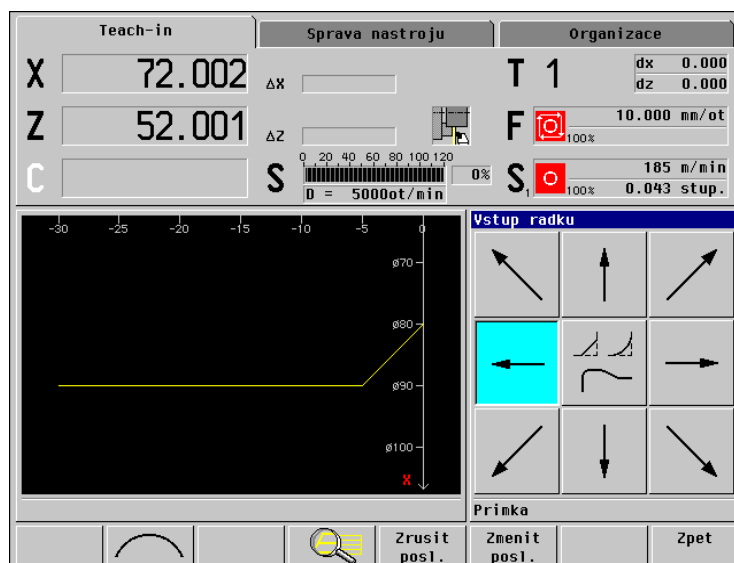 Teach-in
Sprava nastroju
Organizace
X 72.002 ΔX
T 1
dx 0.000
dz 0.000
Z 52.001 ΔZ
F 100% 10.000 mm/ot
C
S 0 20 40 60 80 100 120 0%
D = 5000ot/min
S1 100% 185 m/min
0.043 stup.
-30 -25 -20 -15 -10 -5 0
ø70
ø80
ø90
ø100
X
Vstup radku
Primka
Zrusit posl.
Zmenit posl.
Zpet